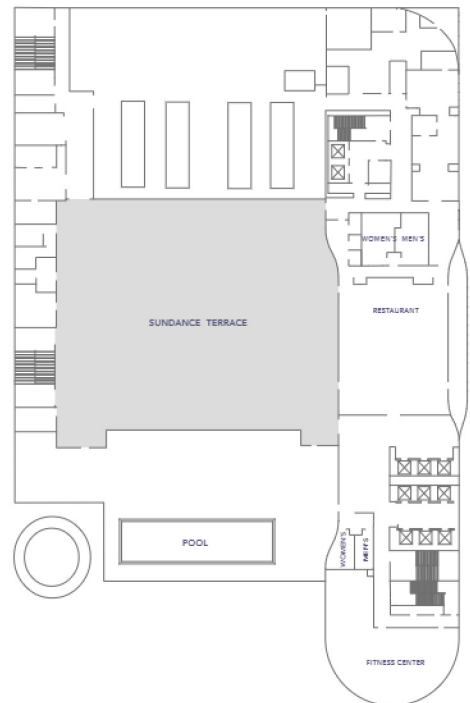 WOMEN'S
MEN'S
RESTAURANT
SUNDANCE TERRACE
POOL
WOMEN'S
MEN'S
FITNESS CENTER